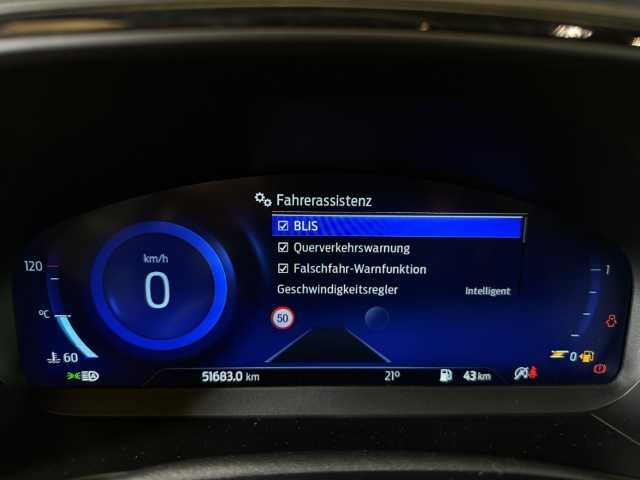 Fahrerassistenz
BLIS
Querverkehrswarnung
Falschfahr-Warnfunktion
Geschwindigkeitsregler Intelligent
km/h
0
120
°C
60
50
1
0
51683.0 km
21°
43 km